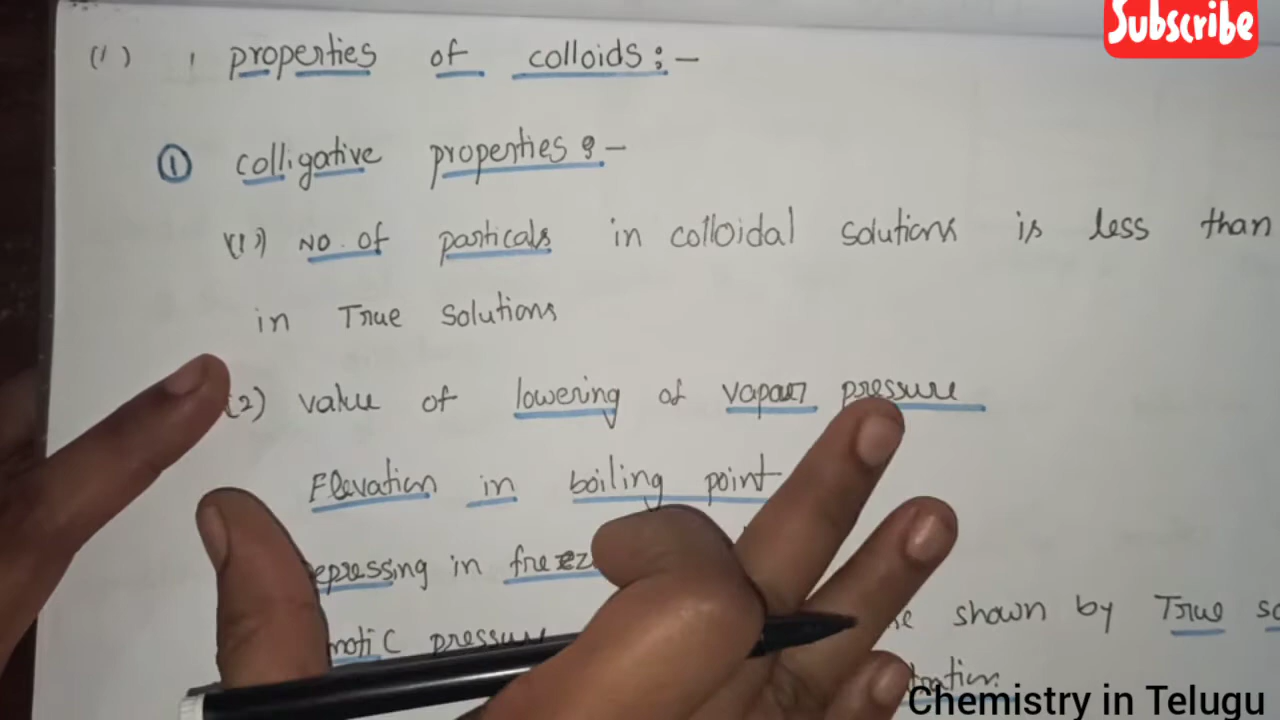 Subscribe
(1) properties of colloids :-
① colligative properties :-
(1) No. of particals in colloidal solutions is less than
in True solutions
(2) value of lowering of vapour pressure
Elevation in boiling point
in
pressure shown by True
Chemistry in Telugu